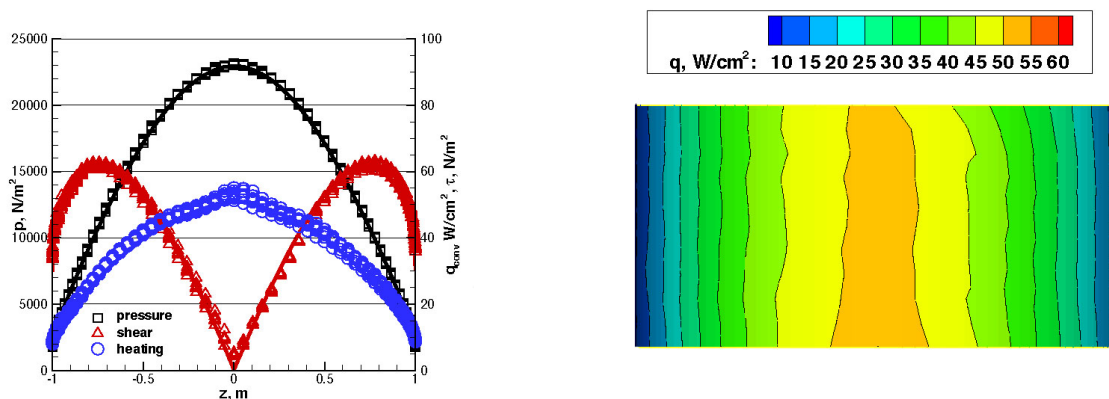 25000
20000
15000
10000
5000
0
p, N/m²
100
80
60
40
20
0
q_conv W/cm², τ, N/m²
pressure
shear
heating
-1 -0.5 0 0.5 1
z, m
q, W/cm²: 10 15 20 25 30 35 40 45 50 55 60